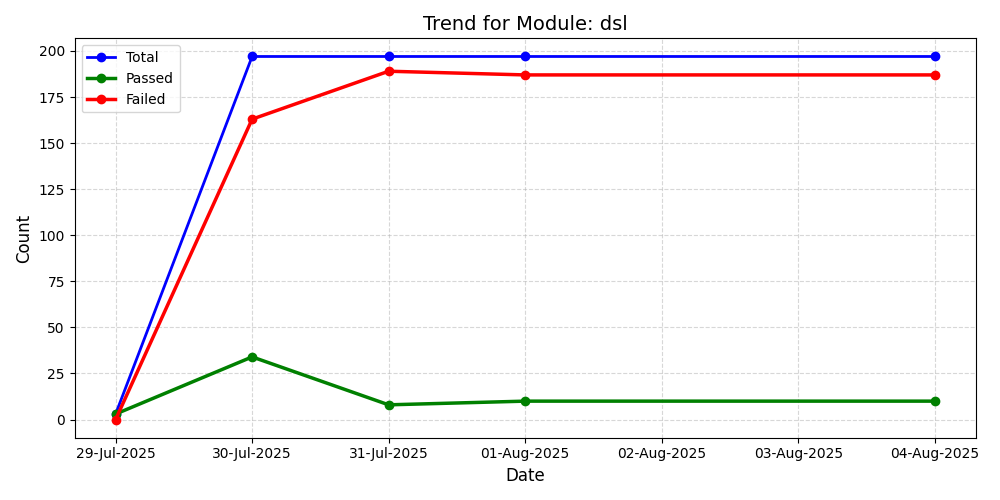 Trend for Module: dsl
Total
Passed
Failed
200
175
150
125
100
75
50
25
0
Count
29-Jul-2025 30-Jul-2025 31-Jul-2025 01-Aug-2025 02-Aug-2025 03-Aug-2025 04-Aug-2025
Date